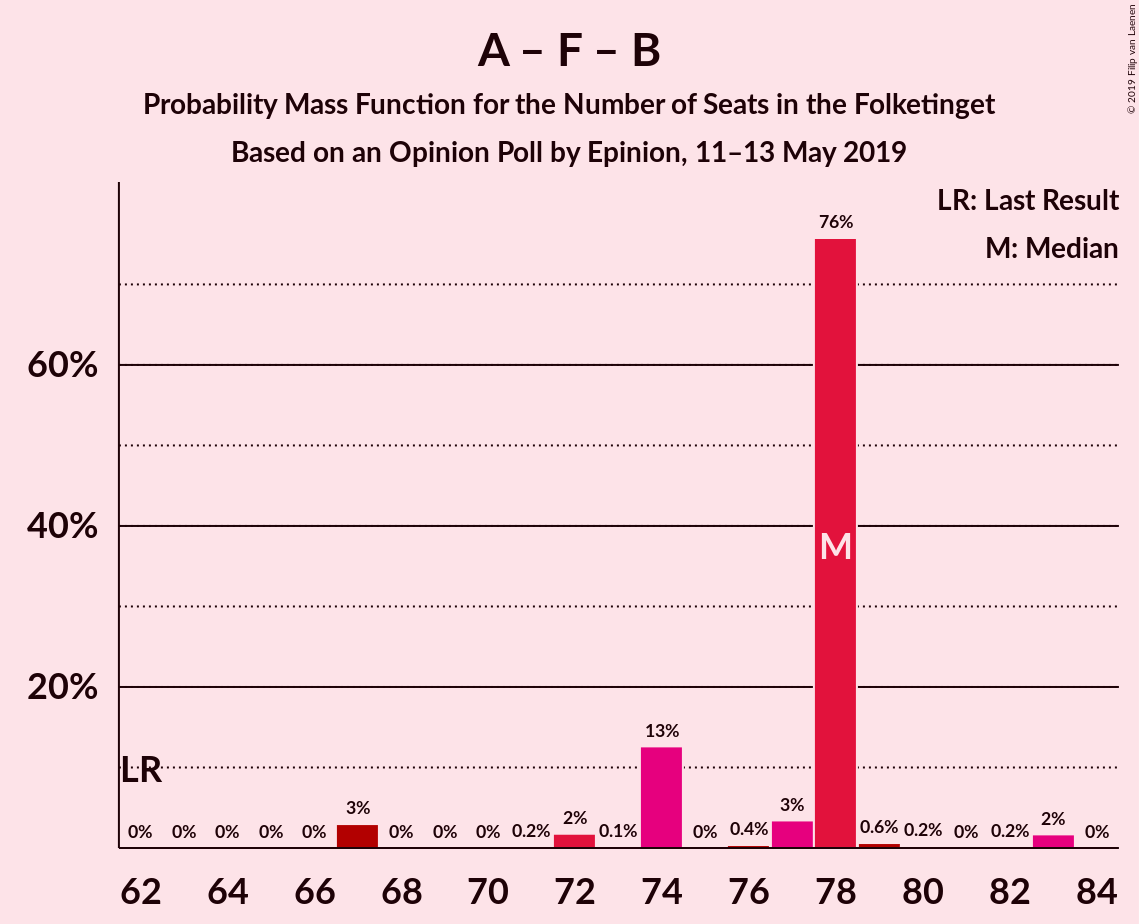 A – F – B
Probability Mass Function for the Number of Seats in the Folketinget
Based on an Opinion Poll by Epinion, 11–13 May 2019
© 2019 Filip van Laenen
LR: Last Result
M: Median
60%
40%
20%
LR
M
0% 0% 0% 0% 0% 3% 0% 0% 0% 0.2% 2% 0.1% 13% 0% 0.4% 3% 76% 0.6% 0.2% 0% 0.2% 2% 0%
62 64 66 68 70 72 74 76 78 80 82 84